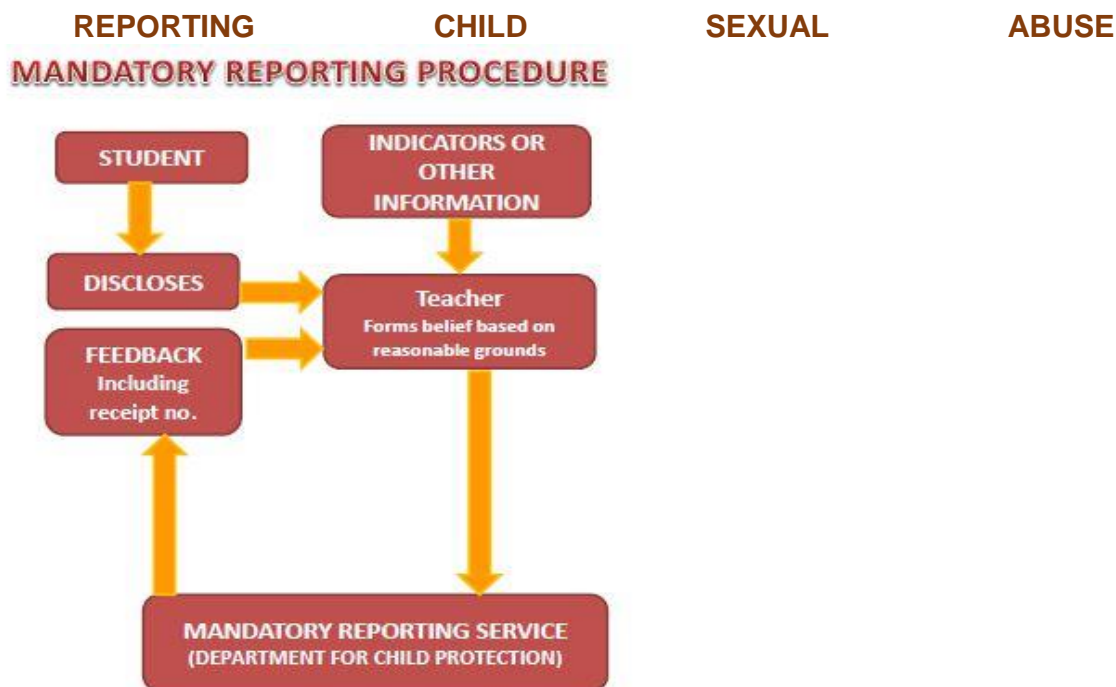 REPORTING CHILD SEXUAL ABUSE
MANDATORY REPORTING PROCEDURE
STUDENT
INDICATORS OR
OTHER
INFORMATION
DISCLOSES
Teacher
Forms belief based on
reasonable grounds
FEEDBACK
Including
receipt no.
MANDATORY REPORTING SERVICE
(DEPARTMENT FOR CHILD PROTECTION)